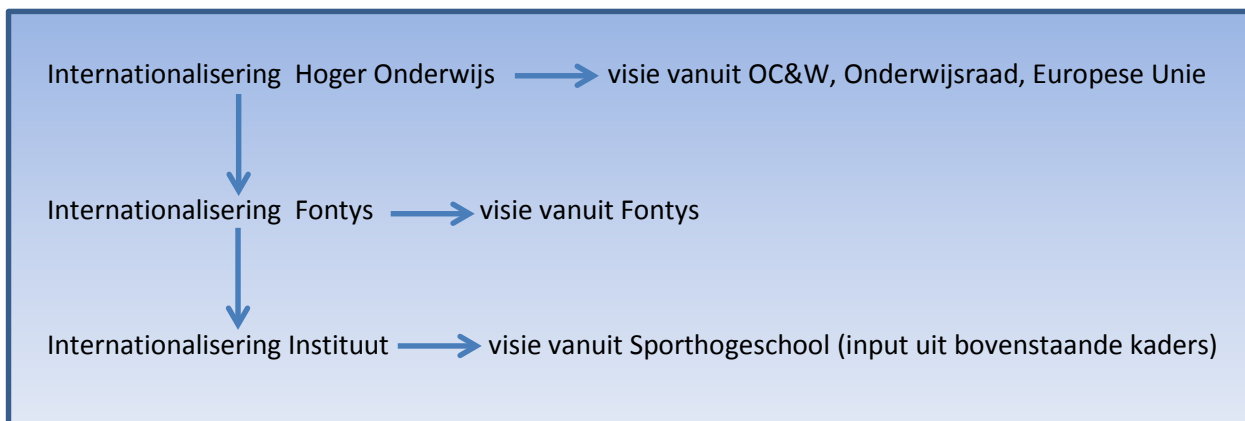 Internationalisering Hoger Onderwijs visie vanuit OC&W, Onderwijsraad, Europese Unie
Internationalisering Fontys visie vanuit Fontys
Internationalisering Instituut visie vanuit Sporthogeschool (input uit bovenstaande kaders)